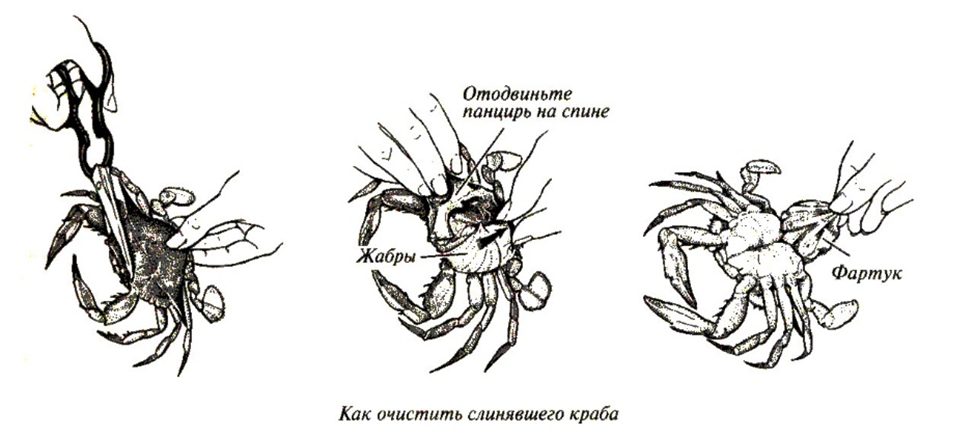 Отодвиньте
панцирь на спине
Жабры
Фартук
Как очистить слинявшего краба